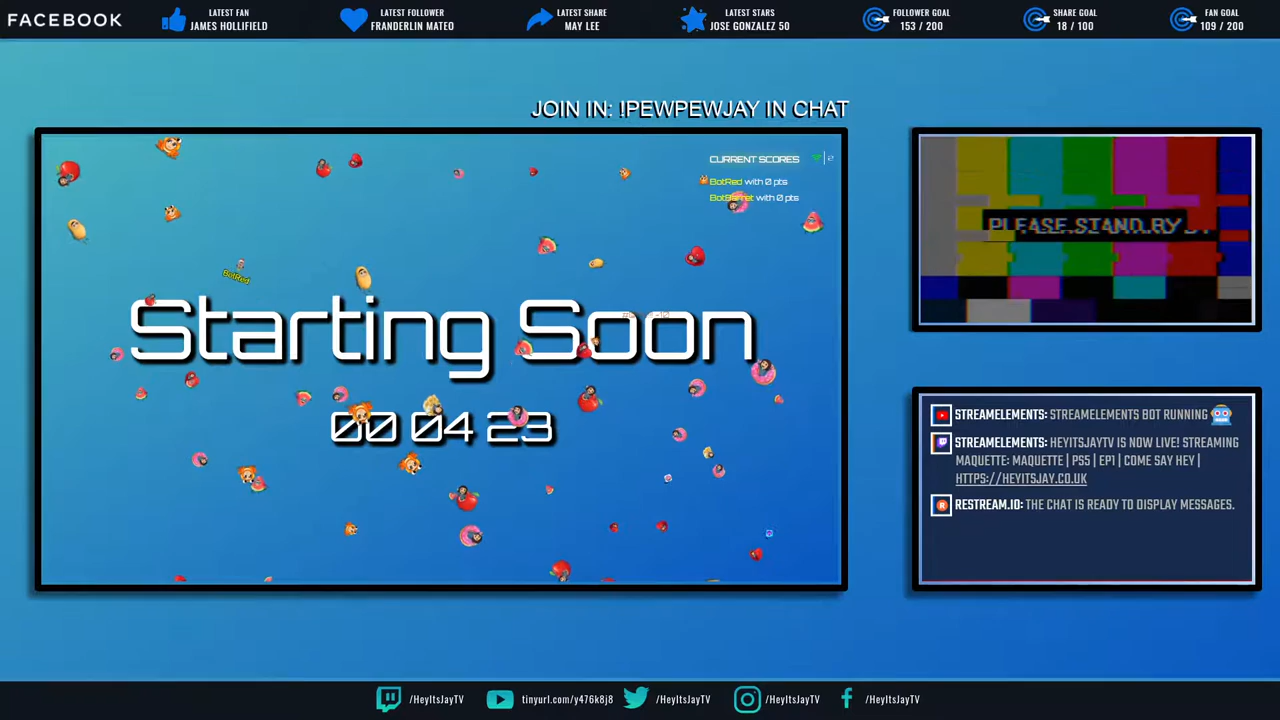 FACEBOOK
LATEST FAN
JAMES HOLLIFIELD
LATEST FOLLOWER
FRANDERLIN MATEO
LATEST SHARE
MAY LEE
LATEST STARS
JOSE GONZALEZ 50
FOLLOWER GOAL
153 / 200
SHARE GOAL
18 / 100
FAN GOAL
109 / 200
JOIN IN: !PEWPEWJAY IN CHAT
CURRENT SCORES
2
BotRed with 0 pts
with 0 pts
BotRed
Starting Soon
00 04 23
PLEASE STAND BY
STREAMELEMENTS: STREAMELEMENTS BOT RUNNING
STREAMELEMENTS: HEYITSJAYTV IS NOW LIVE! STREAMING
MAQUETTE: MAQUETTE | PS5 | EP1 | COME SAY HEY |
HTTPS://HEYITSJAY.CO.UK
RESTREAM.IO: THE CHAT IS READY TO DISPLAY MESSAGES.
/HeyItsJayTV
tinyurl.com/y476k8j8
/HeyItsJayTV
/HeyItsJayTV
/HeyItsJayTV